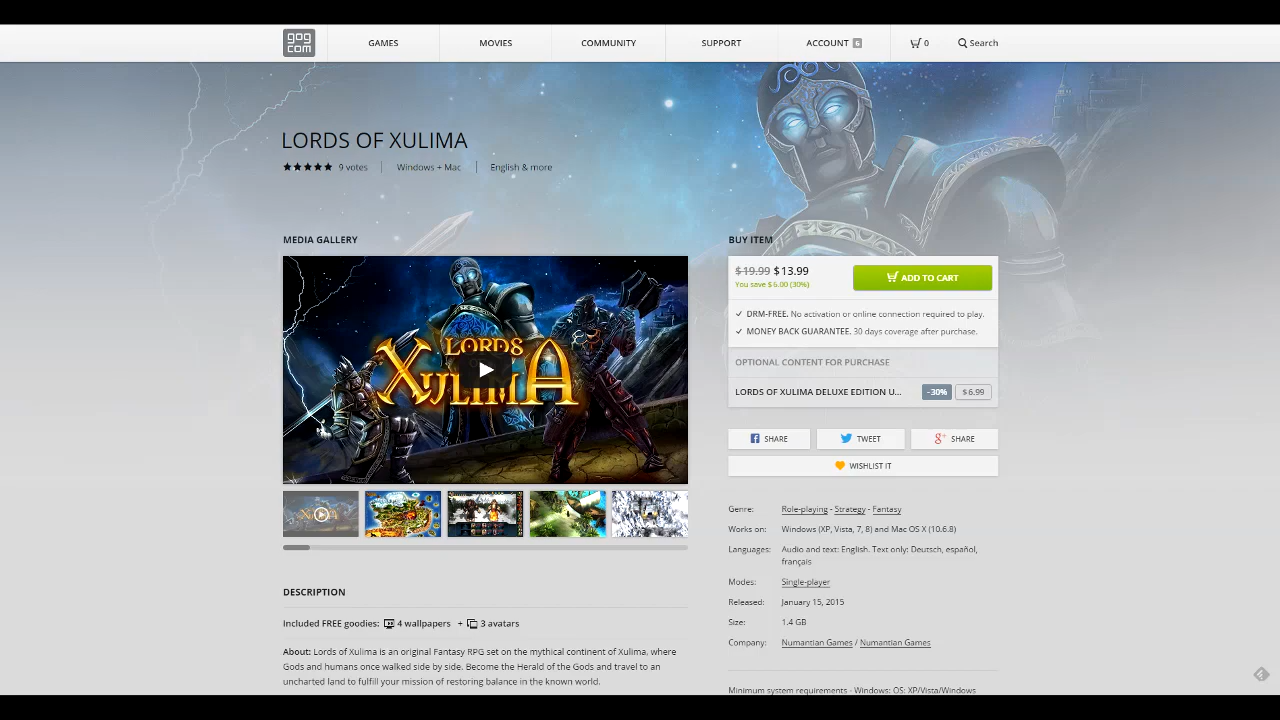 gog
com
GAMES
MOVIES
COMMUNITY
SUPPORT
ACCOUNT 6
0
Search
LORDS OF XULIMA
9 votes
Windows + Mac
English & more
MEDIA GALLERY
LORDS
XULIMA
BUY ITEM
$19.99 $13.99
You save $6.00 (30%)
ADD TO CART
DRM-FREE. No activation or online connection required to play.
MONEY BACK GUARANTEE. 30 days coverage after purchase.
OPTIONAL CONTENT FOR PURCHASE
LORDS OF XULIMA DELUXE EDITION U... -30% $6.99
SHARE
TWEET
SHARE
WISHLIST IT
Genre: Role-playing - Strategy - Fantasy
Works on: Windows (XP, Vista, 7, 8) and Mac OS X (10.6.8)
Languages: Audio and text: English. Text only: Deutsch, español,
français
Modes: Single-player
Released: January 15, 2015
Size: 1.4 GB
Company: Numantian Games / Numantian Games
Minimum system requirements - Windows: OS: XP/Vista/Windows
DESCRIPTION
Included FREE goodies: 4 wallpapers + 3 avatars
About: Lords of Xulima is an original Fantasy RPG set on the mythical continent of Xulima, where
Gods and humans once walked side by side. Become the Herald of the Gods and travel to an
uncharted land to fulfill your mission of restoring balance in the known world.